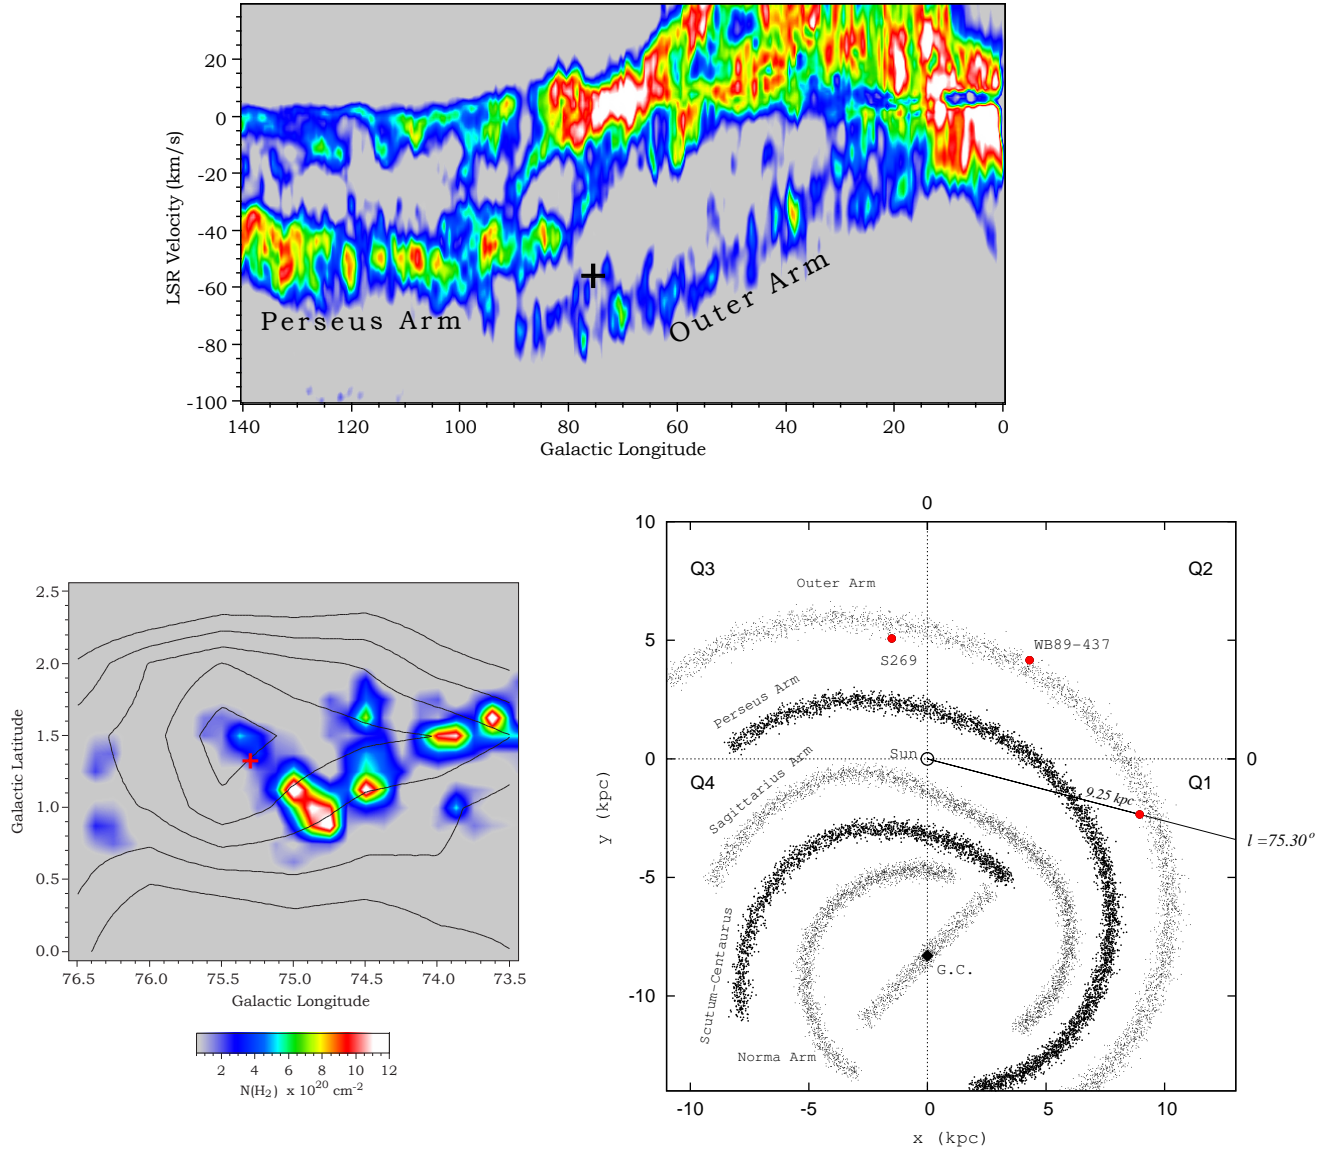 20
0
-20
-40
-60
-80
-100
LSR Velocity (km/s)
Perseus Arm
Outer Arm
140 120 100 80 60 40 20 0
Galactic Longitude
2.5
2.0
1.5
1.0
0.5
0.0
Galactic Latitude
76.5 76.0 75.5 75.0 74.5 74.0 73.5
Galactic Longitude
2 4 6 8 10 12
N(H₂) x 10²⁰ cm⁻²
0
10
5
0
-5
-10
y (kpc)
Q3
Q2
Outer Arm
WB89-437
S269
Perseus Arm
Sun
0
Q4
Q1
Sagittarius Arm
9.25 kpc
l =75.30°
Scutum-Centaurus
G.C.
Norma Arm
-10 -5 0 5 10
x (kpc)